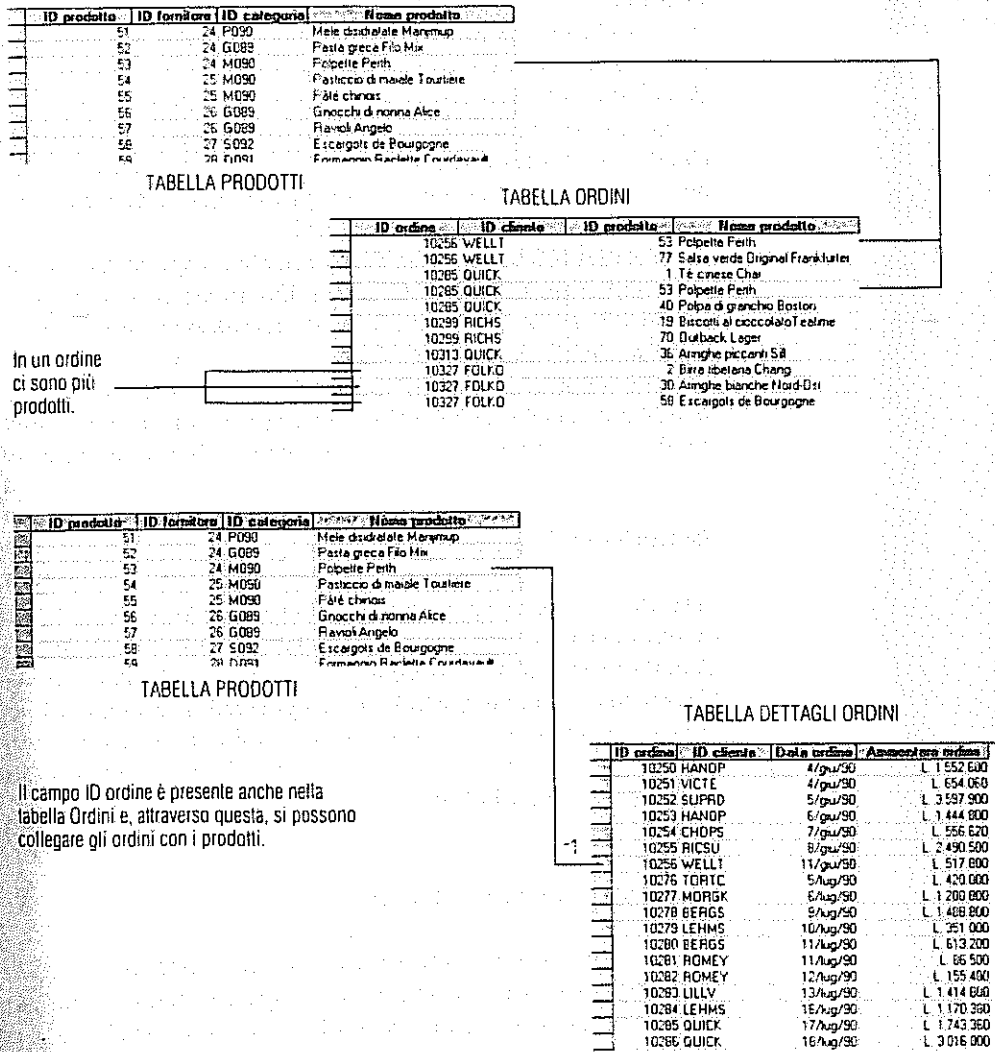 ID prodotto ID fornitore ID categoria Nome prodotto
51 24 P090 Mele disidratate Manjimup
52 24 G089 Pasta greca Filo Mix
53 24 M090 Polpette Perth
54 25 M090 Pasticcio di maiale Tourtiere
55 25 M090 Pâté chinois
56 26 G089 Gnocchi di nonna Alice
57 26 G089 Ravioli Angelo
58 27 S092 Escargots de Bourgogne
59 28 D091 Formaggio Raclette Courdavault
TABELLA PRODOTTI
TABELLA ORDINI
ID ordine ID cliente ID prodotto Nome prodotto
10256 WELLT 53 Polpette Perth
10256 WELLT 77 Salsa verde Original Frankfurter
10285 QUICK 1 Tè cinese Chai
10285 QUICK 53 Polpette Perth
10285 QUICK 40 Polpa di granchio Boston
10299 RICHS 19 Biscotti al cioccolato Teatime
10299 RICHS 70 Outback Lager
10313 QUICK 36 Aringhe piccanti Sill
10327 FOLKO 2 Birra tibetana Chang
10327 FOLKO 30 Aringhe bianche Nord-Ost
10327 FOLKO 58 Escargots de Bourgogne
In un ordine
ci sono più
prodotti.
ID prodotto ID fornitore ID categoria Nome prodotto
51 24 P090 Mele disidratate Manjimup
52 24 G089 Pasta greca Filo Mix
53 24 M090 Polpette Perth
54 25 M090 Pasticcio di maiale Tourtiere
55 25 M090 Pâté chinois
56 26 G089 Gnocchi di nonna Alice
57 26 G089 Ravioli Angelo
58 27 S092 Escargots de Bourgogne
59 28 D091 Formaggio Raclette Courdavault
TABELLA PRODOTTI
Il campo ID ordine è presente anche nella
tabella Ordini e, attraverso questa, si possono
collegare gli ordini con i prodotti.
TABELLA DETTAGLI ORDINI
ID ordine ID cliente Data ordine Ammontare ordine
10250 HANOP 4/giu/90 L. 1.552.600
10251 VICTE 4/giu/90 L. 654.060
10252 SUPRD 5/giu/90 L. 3.597.900
10253 HANOP 6/giu/90 L. 1.444.800
10254 CHOPS 7/giu/90 L. 556.620
10255 RICSU 8/giu/90 L. 2.490.500
10256 WELLT 11/giu/90 L. 517.800
10276 TORTC 5/lug/90 L. 420.000
10277 MORGK 6/lug/90 L. 1.200.800
10278 BERGS 9/lug/90 L. 1.488.800
10279 LEHMS 10/lug/90 L. 351.000
10280 BERGS 11/lug/90 L. 613.200
10281 ROMEY 11/lug/90 L. 86.500
10282 ROMEY 12/lug/90 L. 155.400
10283 LILLV 13/lug/90 L. 1.414.800
10284 LEHMS 16/lug/90 L. 1.170.360
10285 QUICK 17/lug/90 L. 1.743.360
10286 QUICK 18/lug/90 L. 3.016.000
-1